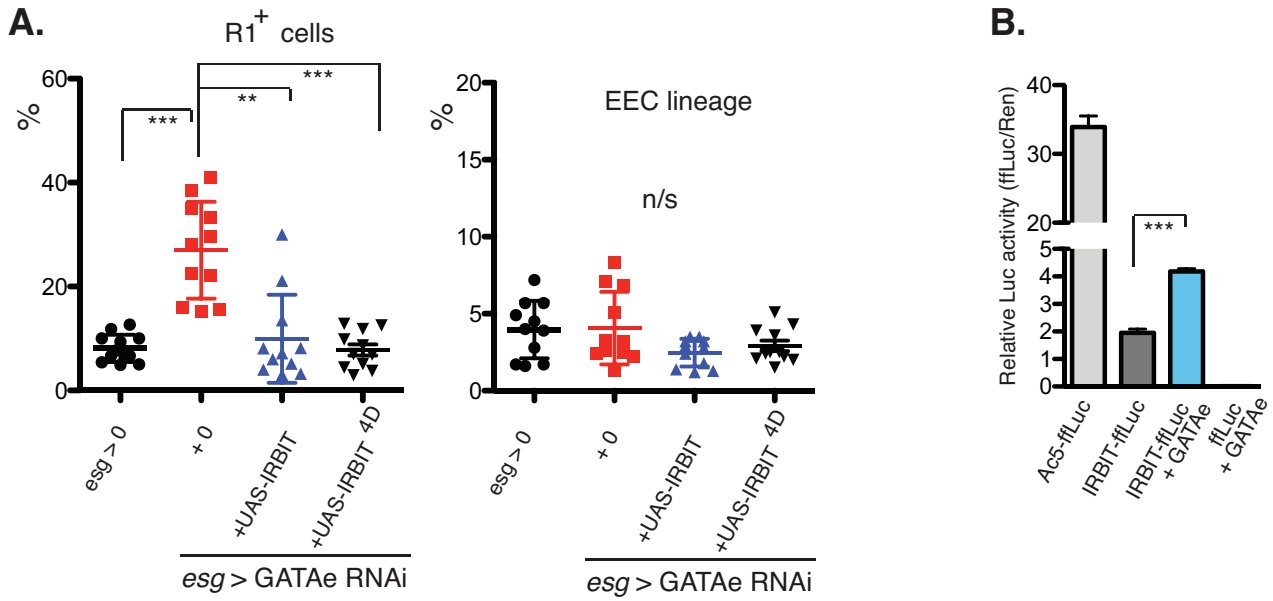 A.
R1+ cells
%
60
40
20
0
***
**
***
esg > 0
+ 0
+UAS-IRBIT
+UAS-IRBIT 4D
esg > GATAe RNAi
%
20
15
10
5
0
EEC lineage
n/s
esg > 0
+ 0
+UAS-IRBIT
+UAS-IRBIT 4D
esg > GATAe RNAi
B.
Relative Luc activity (ffLuc/Ren)
40
30
20
5
4
3
2
1
0
***
Ac5-ffLuc
IRBIT-ffLuc
IRBIT-ffLuc
+ GATAe
ffLuc
+ GATAe